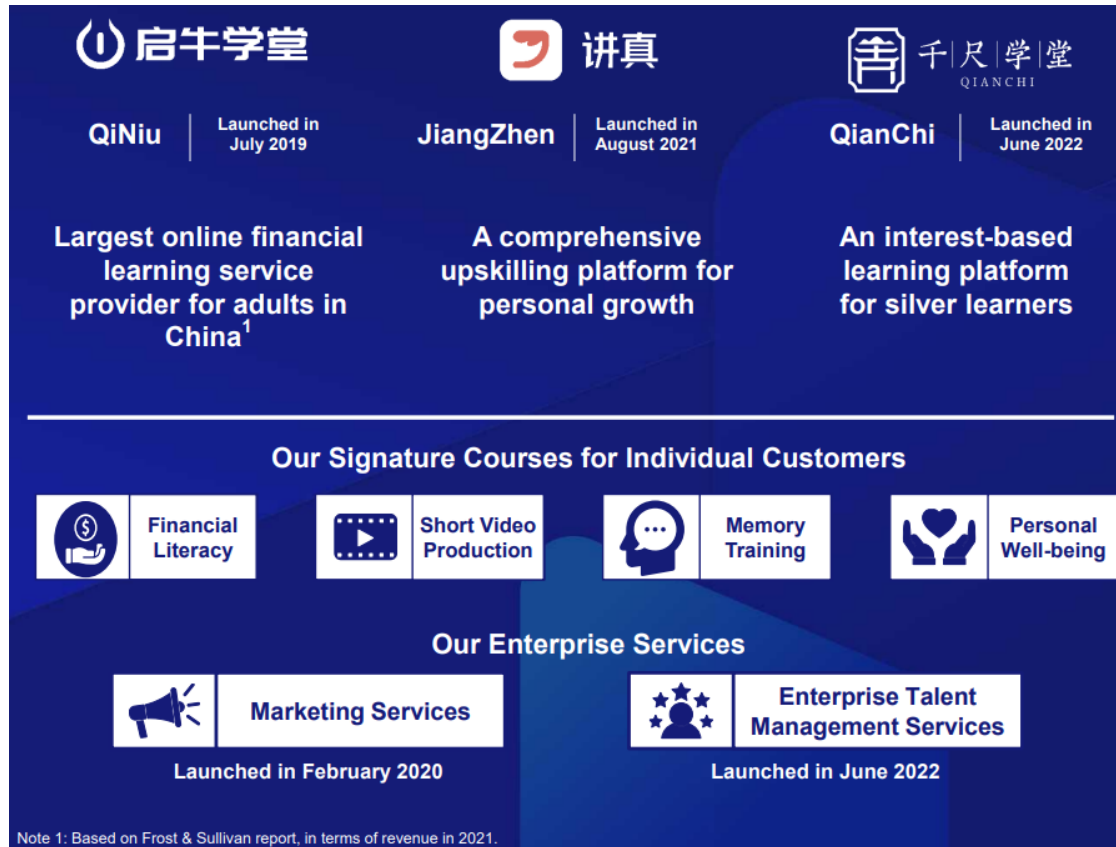 启牛学堂
讲真
千尺学堂
QIANCHI
QiNiu
Launched in
July 2019
JiangZhen
Launched in
August 2021
QianChi
Launched in
June 2022
Largest online financial
learning service
provider for adults in
China1
A comprehensive
upskilling platform for
personal growth
An interest-based
learning platform
for silver learners
Our Signature Courses for Individual Customers
Financial
Literacy
Short Video
Production
Memory
Training
Personal
Well-being
Our Enterprise Services
Marketing Services
Enterprise Talent
Management Services
Launched in February 2020
Launched in June 2022
Note 1: Based on Frost & Sullivan report, in terms of revenue in 2021.